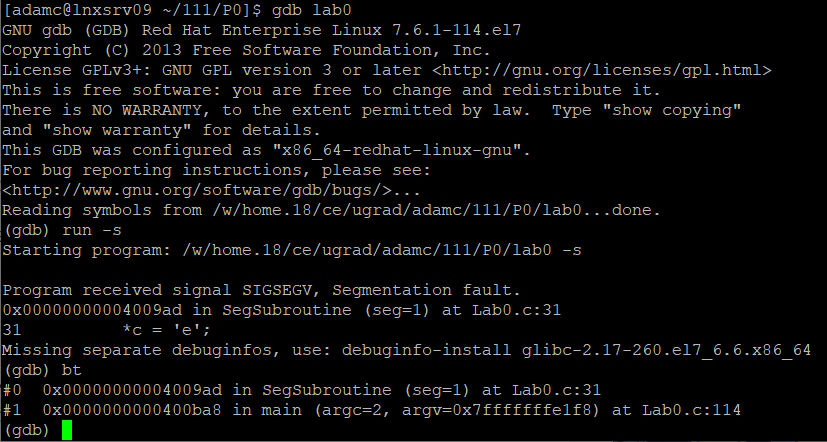 [adamc@lnxsrv09 ~/111/P0]$ gdb lab0
GNU gdb (GDB) Red Hat Enterprise Linux 7.6.1-114.el7
Copyright (C) 2013 Free Software Foundation, Inc.
License GPLv3+: GNU GPL version 3 or later <http://gnu.org/licenses/gpl.html>
This is free software: you are free to change and redistribute it.
There is NO WARRANTY, to the extent permitted by law.  Type "show copying"
and "show warranty" for details.
This GDB was configured as "x86_64-redhat-linux-gnu".
For bug reporting instructions, please see:
<http://www.gnu.org/software/gdb/bugs/>...
Reading symbols from /w/home.18/ce/ugrad/adamc/111/P0/lab0...done.
(gdb) run -s
Starting program: /w/home.18/ce/ugrad/adamc/111/P0/lab0 -s
Program received signal SIGSEGV, Segmentation fault.
0x00000000004009ad in SegSubroutine (seg=1) at Lab0.c:31
31          *c = 'e';
Missing separate debuginfos, use: debuginfo-install glibc-2.17-260.el7_6.6.x86_64
(gdb) bt
#0  0x00000000004009ad in SegSubroutine (seg=1) at Lab0.c:31
#1  0x0000000000400ba8 in main (argc=2, argv=0x7fffffffe1f8) at Lab0.c:114
(gdb)